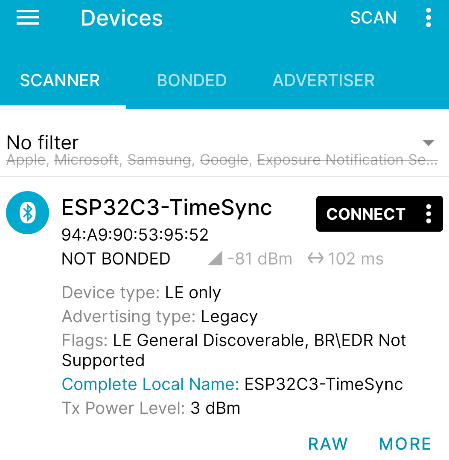 Devices SCAN
SCANNER BONDED ADVERTISER
No filter
Apple, Microsoft, Samsung, Google, Exposure Notification Se...
ESP32C3-TimeSync
CONNECT
94:A9:90:53:95:52
NOT BONDED -81 dBm 102 ms
Device type: LE only
Advertising type: Legacy
Flags: LE General Discoverable, BR\EDR Not
Supported
Complete Local Name: ESP32C3-TimeSync
Tx Power Level: 3 dBm
RAW MORE